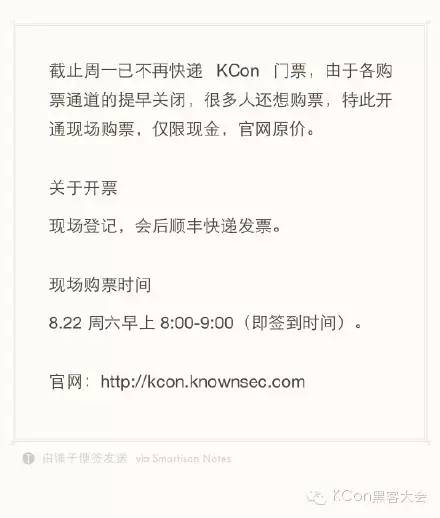 截止周一已不再快递 KCon 门票，由于各购
票通道的提早关闭，很多人还想购票，特此开
通现场购票，仅限现金，官网原价。
关于开票
现场登记，会后顺丰快递发票。
现场购票时间
8.22 周六早上 8:00-9:00（即签到时间）。
官网：http://kcon.knownsec.com
由锤子便签发送 via Smartisan Notes
KCon黑客大会